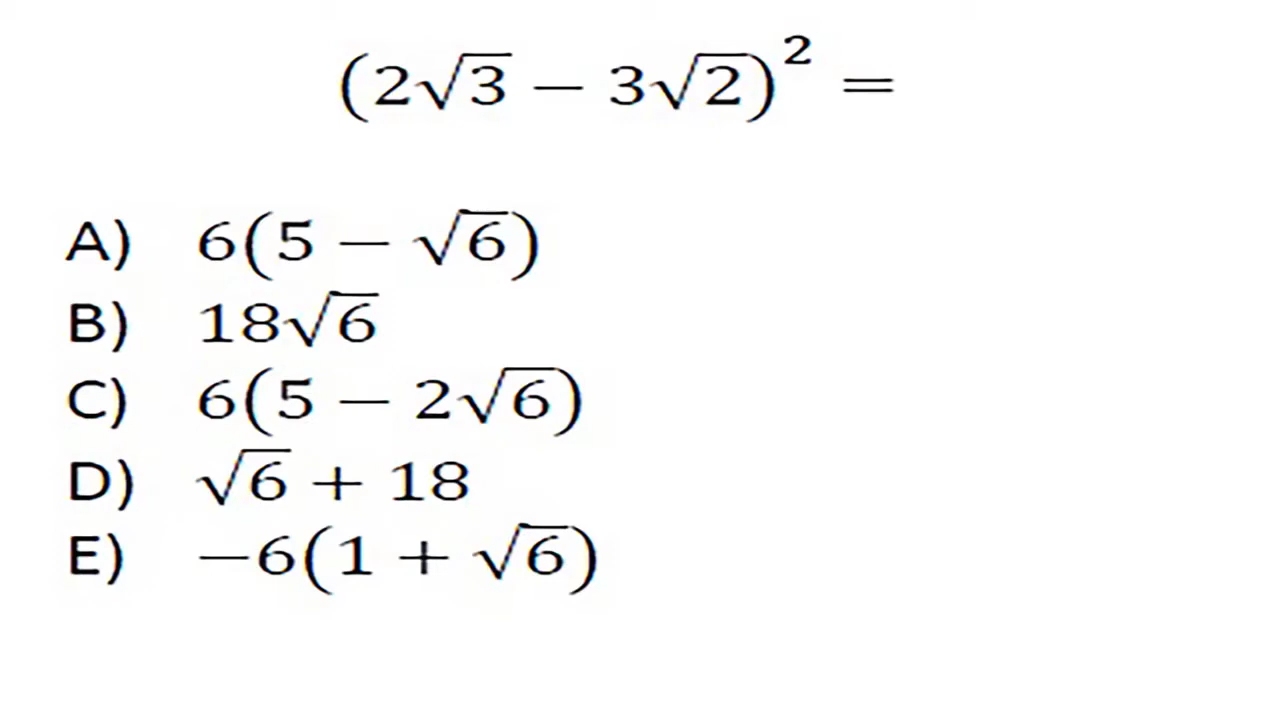 (2√3 − 3√2)² =
A) 6(5 − √6)
B) 18√6
C) 6(5 − 2√6)
D) √6 + 18
E) −6(1 + √6)